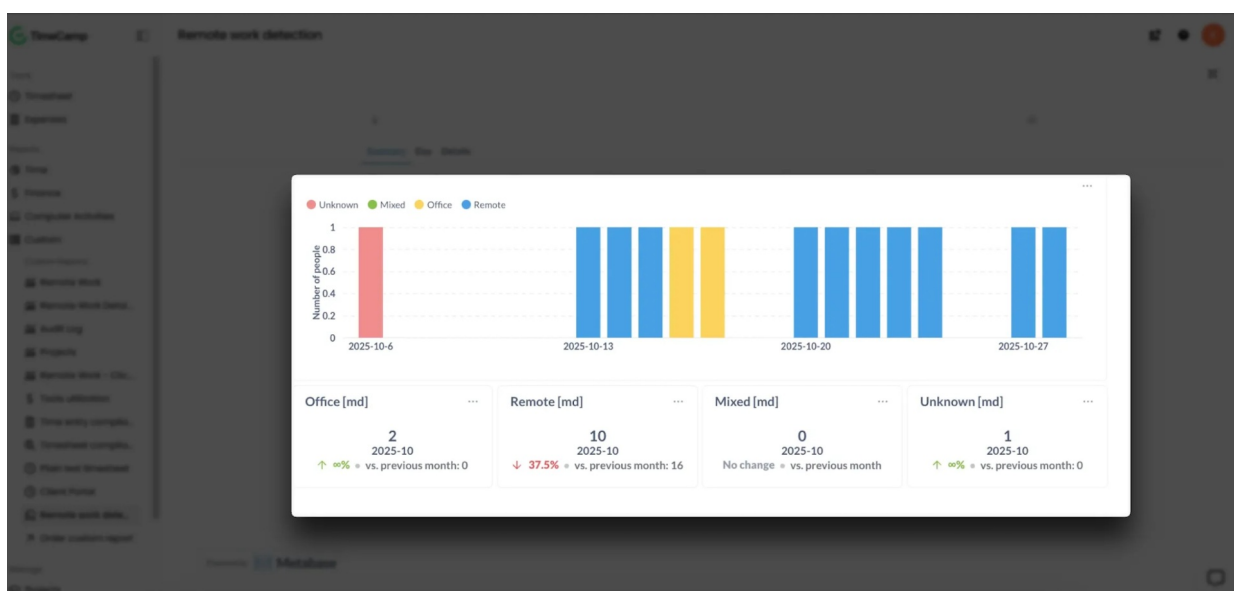 TimeCamp
Remote work detection
Timesheet
Expenses
Time
Finance
Computer Activities
Custom
Remote Work
Audit Log
Projects
Plain text timesheet
Client Portal
Order custom report
Summary Day Details
Unknown Mixed Office Remote
Number of people
1
0.8
0.6
0.4
0.2
0
2025-10-6 2025-10-13 2025-10-20 2025-10-27
Office [md] ...
2
2025-10
↑ ∞% • vs. previous month: 0
Remote [md] ...
10
2025-10
↓ 37.5% • vs. previous month: 16
Mixed [md] ...
0
2025-10
No change • vs. previous month
Unknown [md] ...
1
2025-10
↑ ∞% • vs. previous month: 0
Metabase